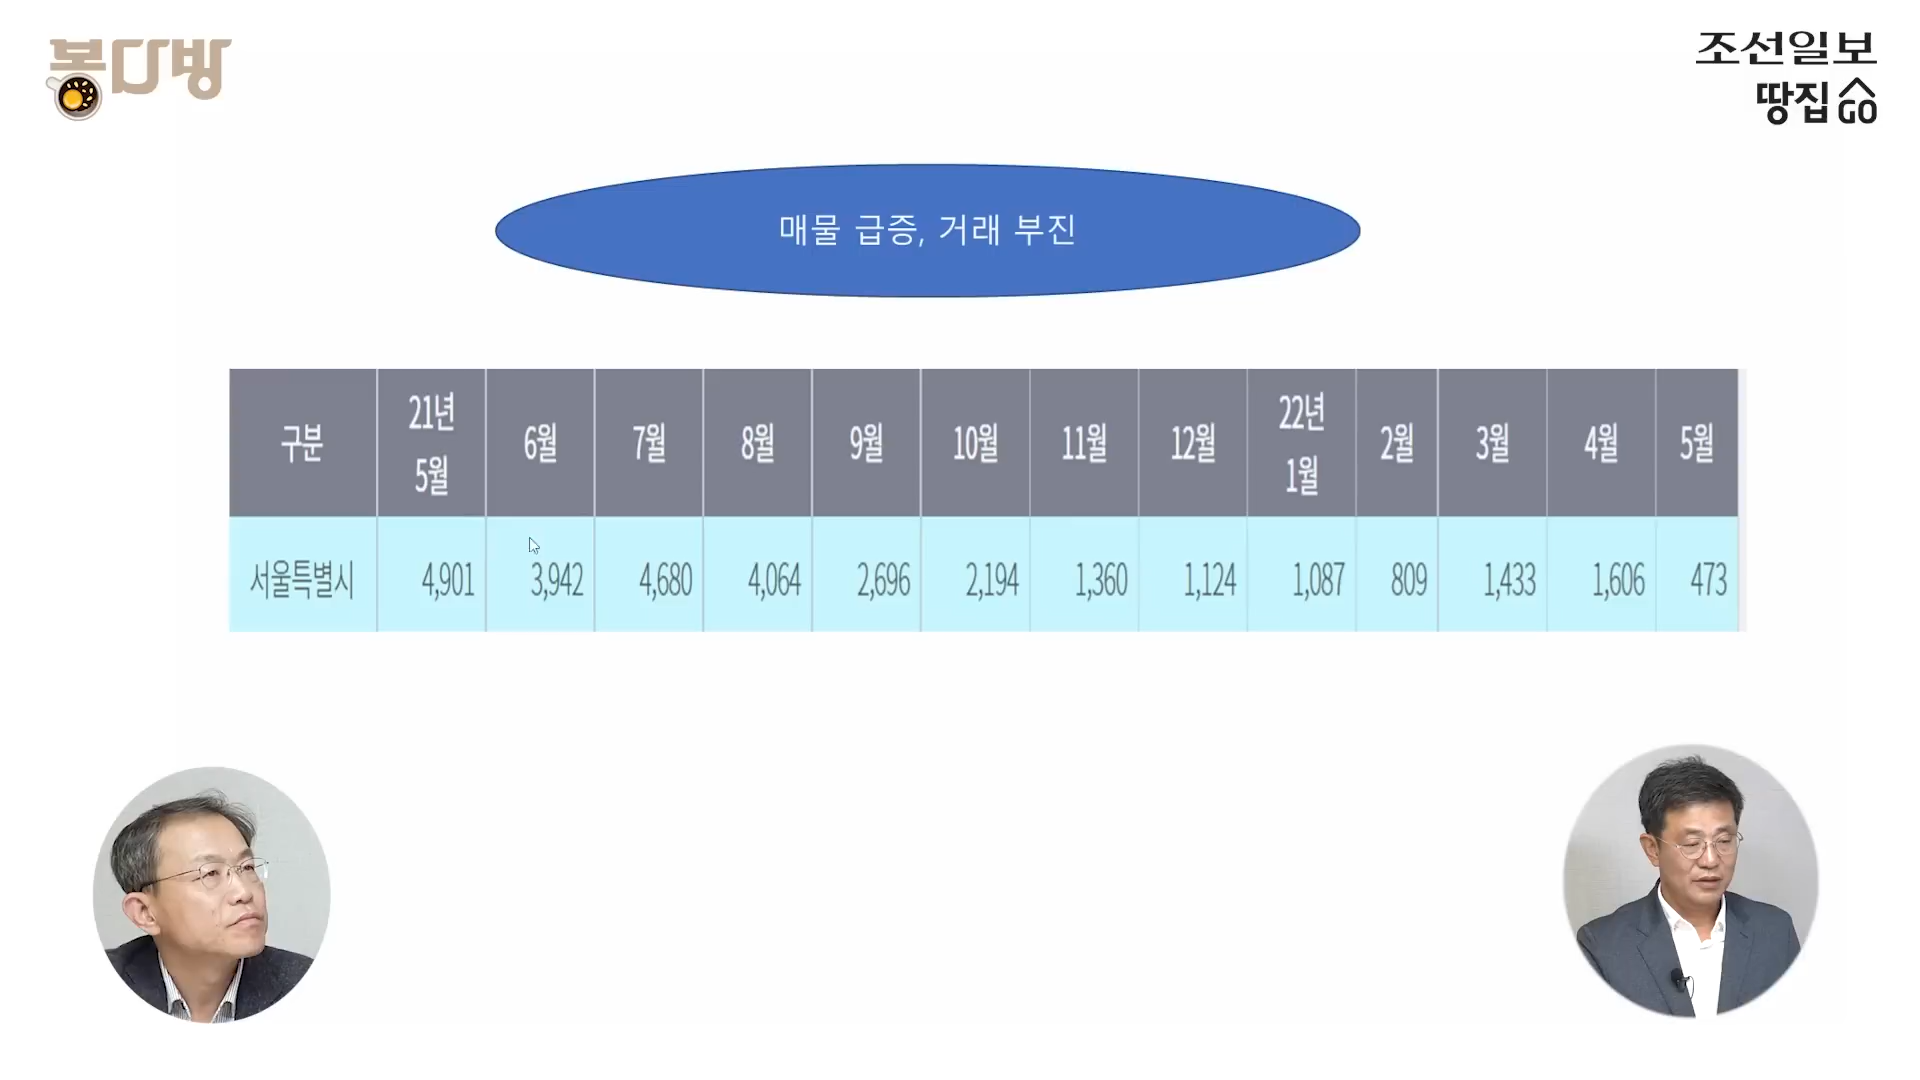 봉다방
조선일보
땅집GO
매물 급증, 거래 부진
구분 21년 5월 6월 7월 8월 9월 10월 11월 12월 22년 1월 2월 3월 4월 5월
서울특별시 4,901 3,942 4,680 4,064 2,696 2,194 1,360 1,124 1,087 809 1,433 1,606 473